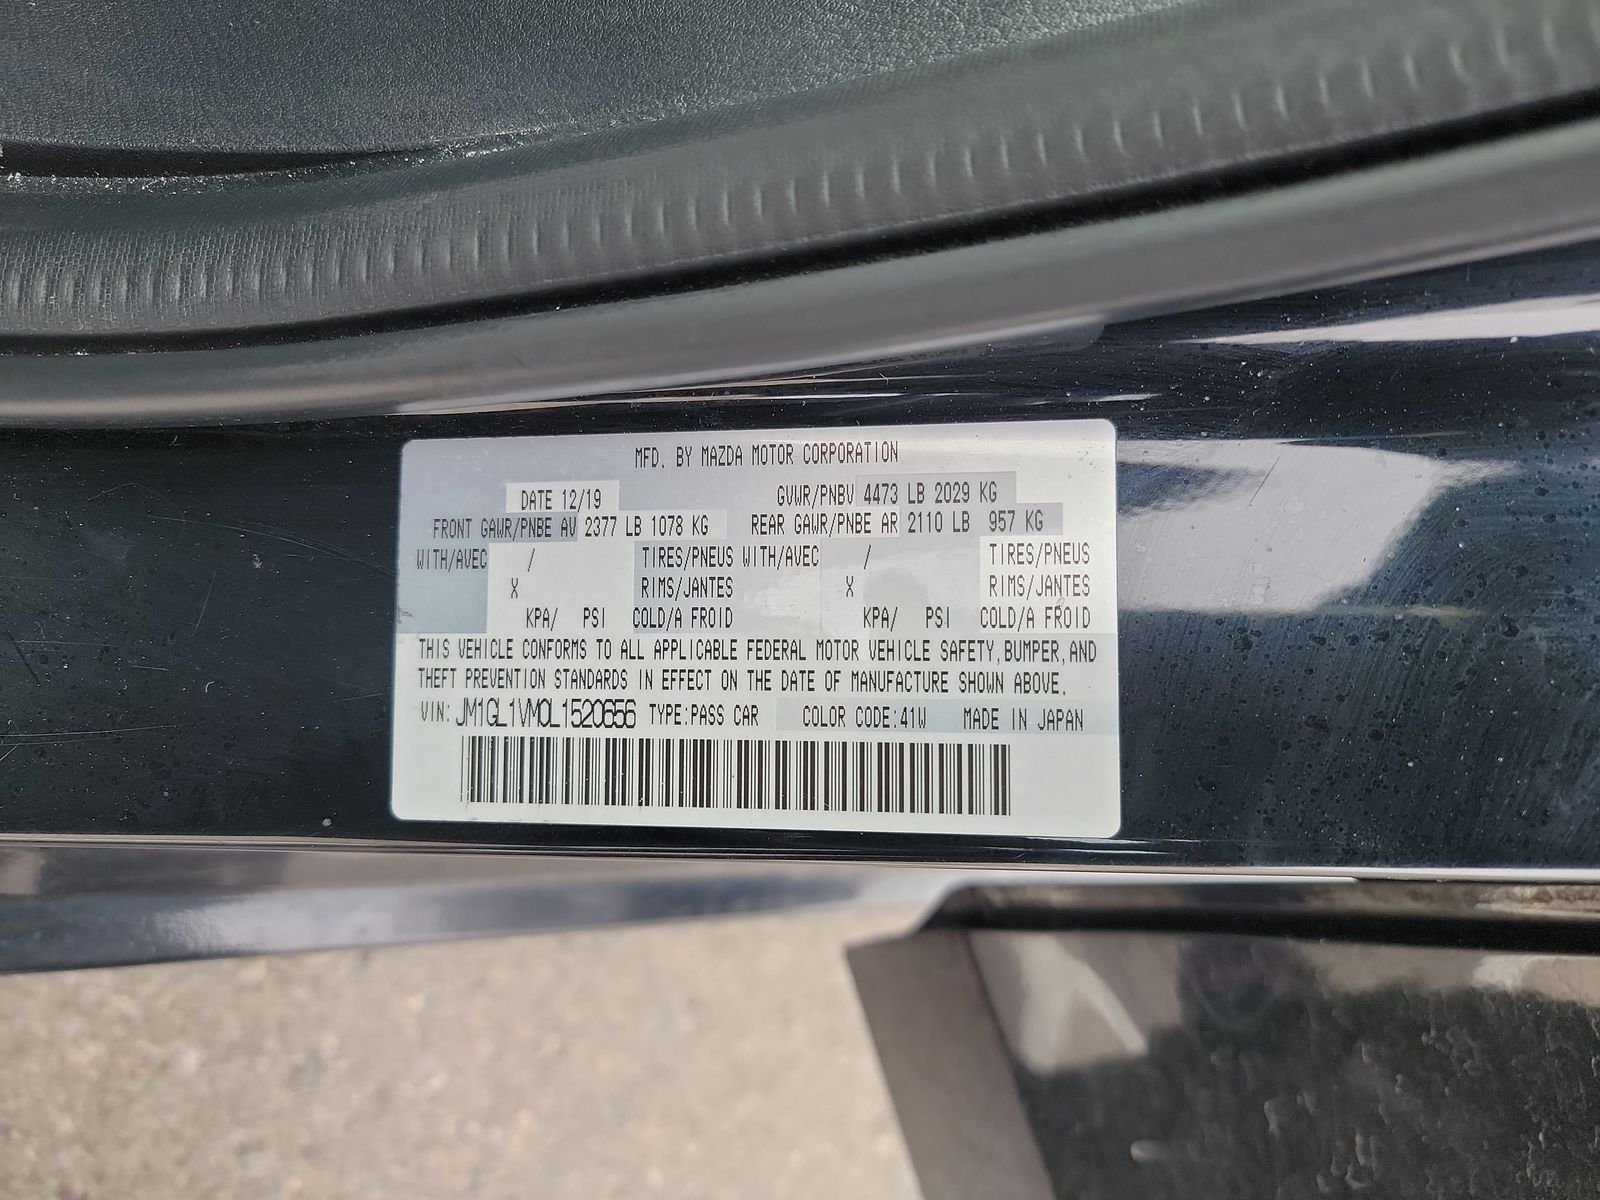 MFD. BY MAZDA MOTOR CORPORATION
DATE 12/19 GVWR/PNBV 4473 LB 2029 KG
FRONT GAWR/PNBE AV 2377 LB 1078 KG REAR GAWR/PNBE AR 2110 LB 957 KG
WITH/AVEC / TIRES/PNEUS WITH/AVEC / TIRES/PNEUS
X RIMS/JANTES X RIMS/JANTES
KPA/ PSI COLD/A FROID KPA/ PSI COLD/A FROID
THIS VEHICLE CONFORMS TO ALL APPLICABLE FEDERAL MOTOR VEHICLE SAFETY, BUMPER, AND
THEFT PREVENTION STANDARDS IN EFFECT ON THE DATE OF MANUFACTURE SHOWN ABOVE.
VIN: JM1GL1VM0L1520656 TYPE:PASS CAR COLOR CODE:41W MADE IN JAPAN